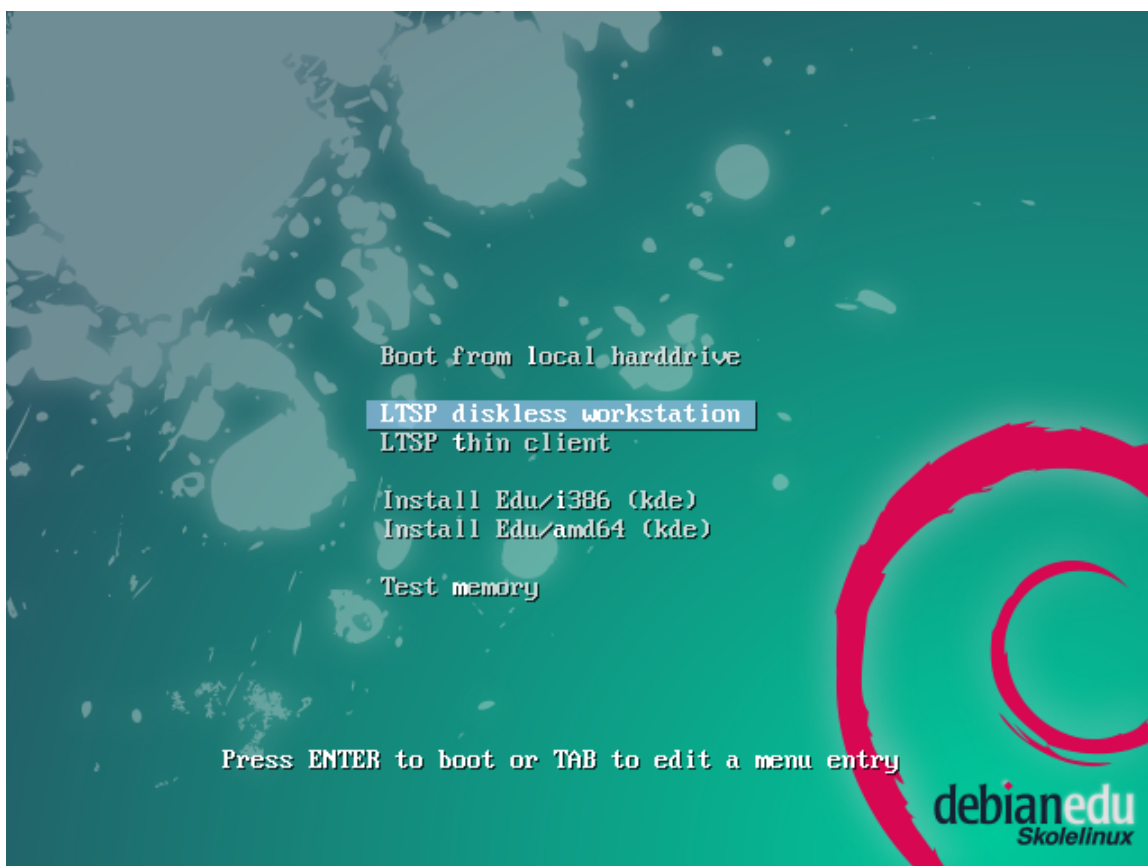 Boot from local harddrive
LTSP diskless workstation
LTSP thin client
Install Edu/i386 (kde)
Install Edu/amd64 (kde)
Test memory
Press ENTER to boot or TAB to edit a menu entry
debianedu
Skolelinux